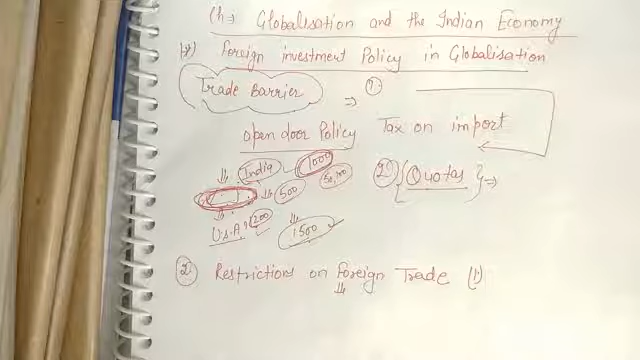 Ch:→ Globalisation and the Indian Economy
Foreign investment Policy in Globalisation
Trade Barrier ⇒ 1.
open door Policy Tax on import
India 1000
500 50,100 2. {Quotas} ⇒
U.S.A? 200 1500
2. Restrictions on Foreign Trade (1)